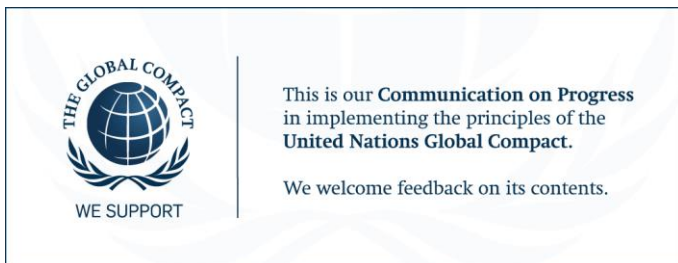 THE GLOBAL COMPACT
WE SUPPORT
This is our Communication on Progress
in implementing the principles of the
United Nations Global Compact.
We welcome feedback on its contents.